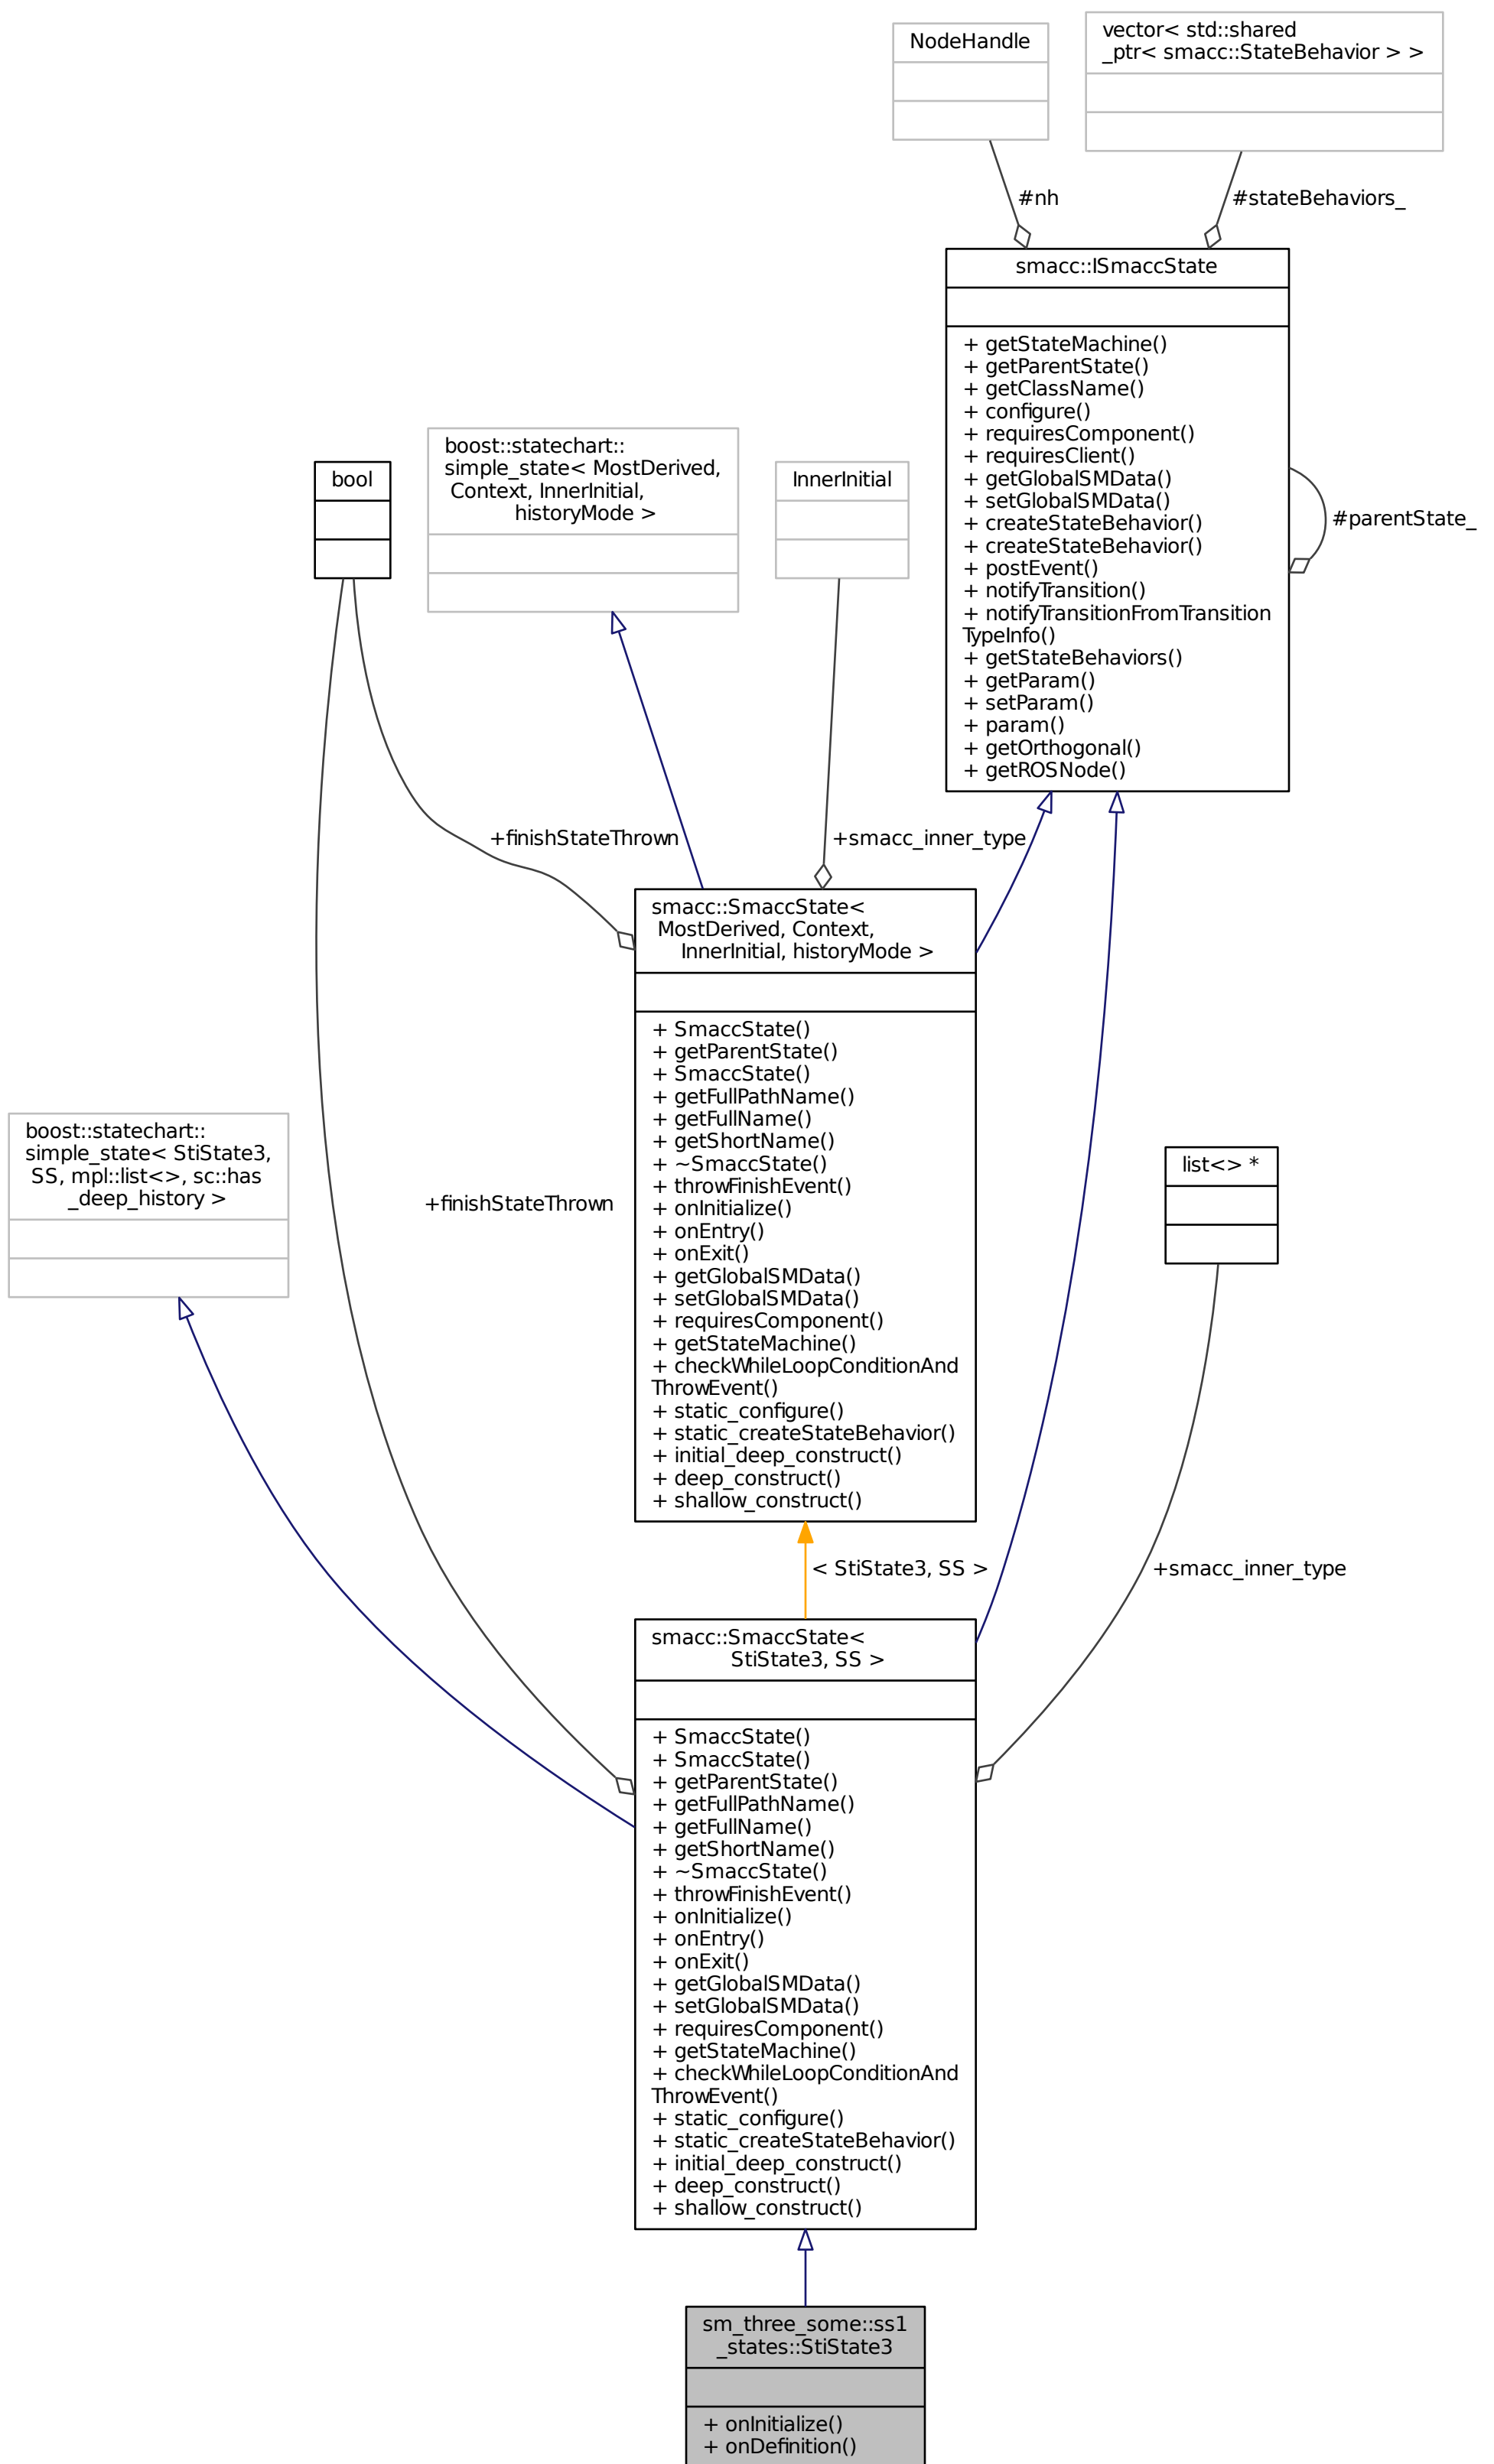 NodeHandle
vector< std::shared
_ptr< smacc::StateBehavior > >
#nh
#stateBehaviors_
smacc::ISmaccState
+ getStateMachine()
+ getParentState()
+ getClassName()
+ configure()
+ requiresComponent()
+ requiresClient()
+ getGlobalSMData()
+ setGlobalSMData()
+ createStateBehavior()
+ createStateBehavior()
+ postEvent()
+ notifyTransition()
+ notifyTransitionFromTransition
TypeInfo()
+ getStateBehaviors()
+ getParam()
+ setParam()
+ param()
+ getOrthogonal()
+ getROSNode()
#parentState_
bool
boost::statechart::
simple_state< MostDerived,
Context, InnerInitial,
historyMode >
InnerInitial
+finishStateThrown
+smacc_inner_type
smacc::SmaccState<
MostDerived, Context,
InnerInitial, historyMode >
+ SmaccState()
+ getParentState()
+ SmaccState()
+ getFullPathName()
+ getFullName()
+ getShortName()
+ ~SmaccState()
+ throwFinishEvent()
+ onInitialize()
+ onEntry()
+ onExit()
+ getGlobalSMData()
+ setGlobalSMData()
+ requiresComponent()
+ getStateMachine()
+ checkWhileLoopConditionAnd
ThrowEvent()
+ static_configure()
+ static_createStateBehavior()
+ initial_deep_construct()
+ deep_construct()
+ shallow_construct()
boost::statechart::
simple_state< StiState3,
SS, mpl::list<>, sc::has
_deep_history >
+finishStateThrown
list<> *
< StiState3, SS >
+smacc_inner_type
smacc::SmaccState<
StiState3, SS >
+ SmaccState()
+ SmaccState()
+ getParentState()
+ getFullPathName()
+ getFullName()
+ getShortName()
+ ~SmaccState()
+ throwFinishEvent()
+ onInitialize()
+ onEntry()
+ onExit()
+ getGlobalSMData()
+ setGlobalSMData()
+ requiresComponent()
+ getStateMachine()
+ checkWhileLoopConditionAnd
ThrowEvent()
+ static_configure()
+ static_createStateBehavior()
+ initial_deep_construct()
+ deep_construct()
+ shallow_construct()
sm_three_some::ss1
_states::StiState3
+ onInitialize()
+ onDefinition()